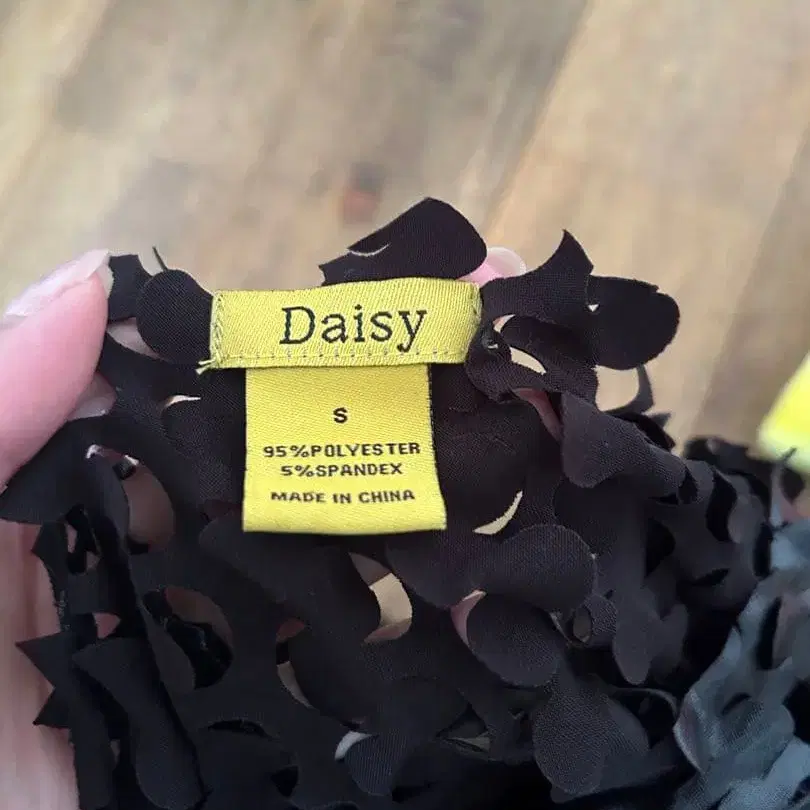 Daisy
S
95%POLYESTER
5%SPANDEX
MADE IN CHINA